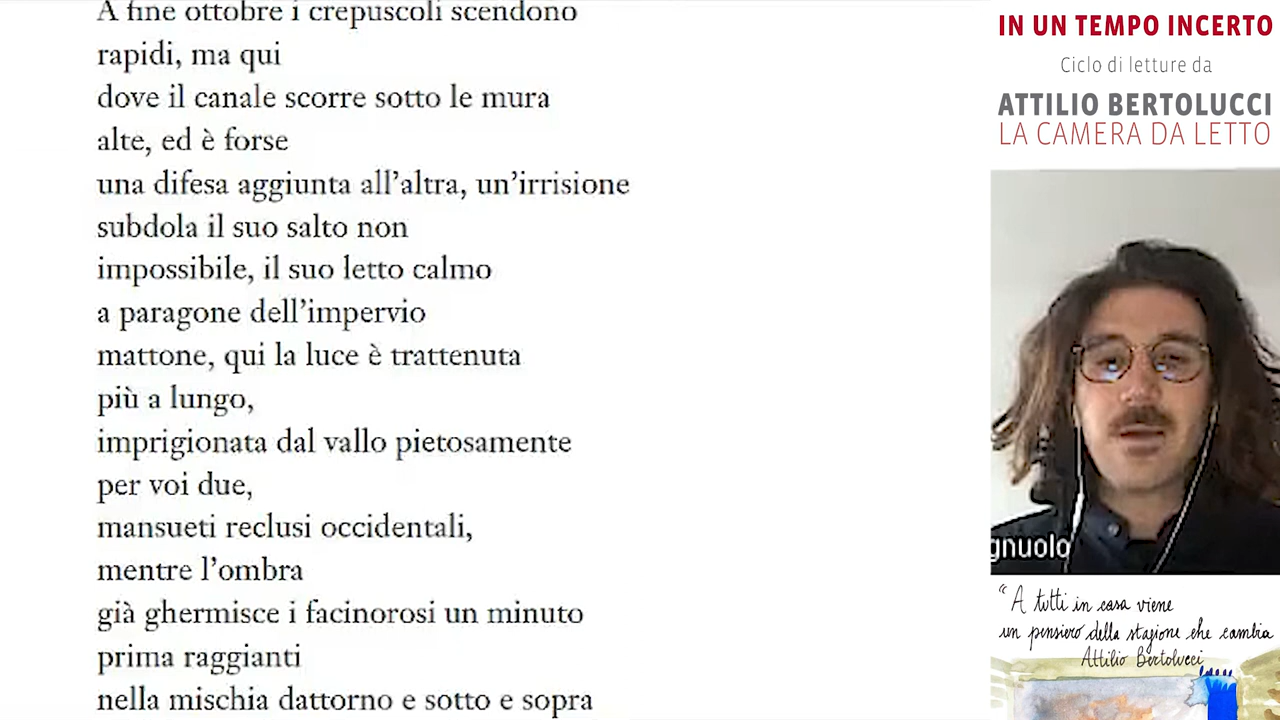 A fine ottobre i crepuscoli scendono
rapidi, ma qui
dove il canale scorre sotto le mura
alte, ed è forse
una difesa aggiunta all’altra, un’irrisione
subdola il suo salto non
impossibile, il suo letto calmo
a paragone dell’impervio
mattone, qui la luce è trattenuta
più a lungo,
imprigionata dal vallo pietosamente
per voi due,
mansueti reclusi occidentali,
mentre l’ombra
già ghermisce i facinorosi un minuto
prima raggianti
nella mischia dattorno e sotto e sopra
IN UN TEMPO INCERTO
Ciclo di letture da
ATTILIO BERTOLUCCI
LA CAMERA DA LETTO
gnuolo
“A tutti in casa viene
un pensiero della stagione che cambia
Attilio Bertolucci